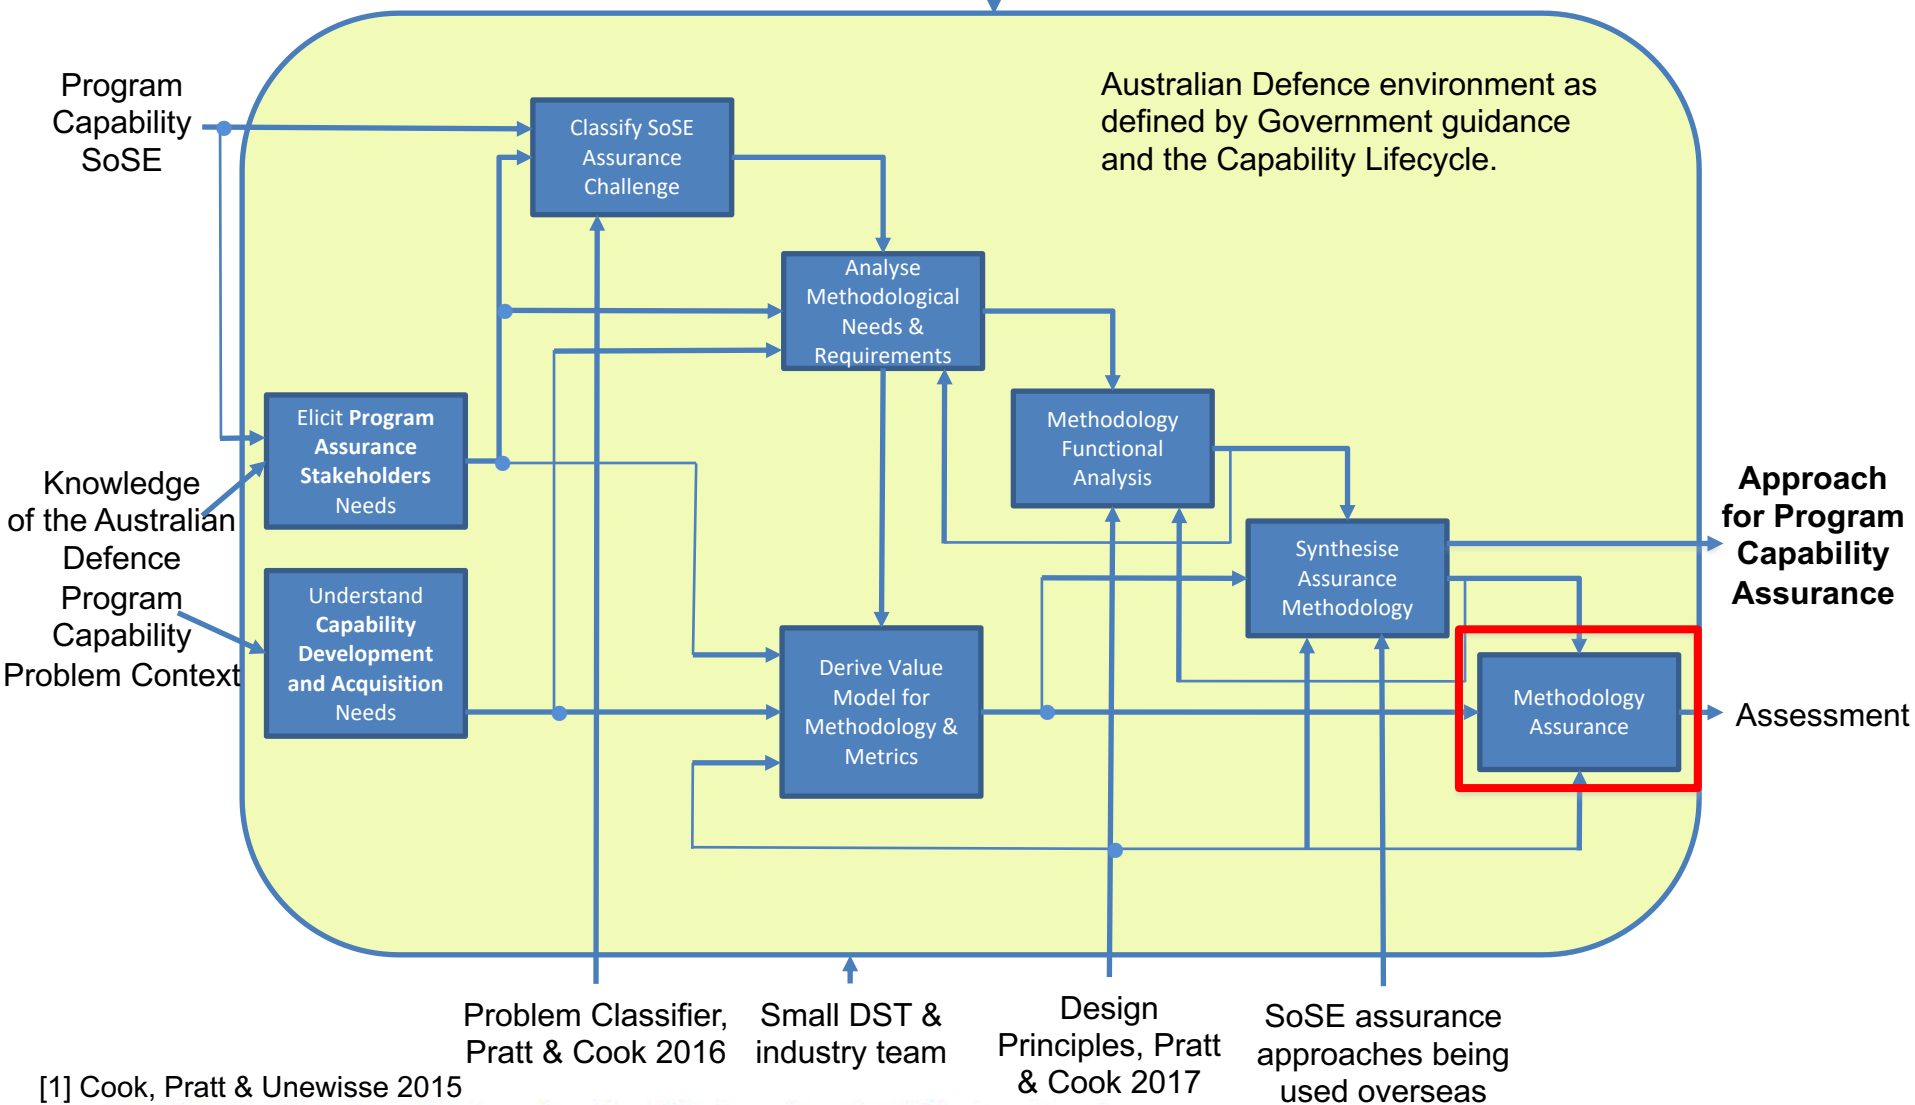 Program
Capability
SoSE
Australian Defence environment as
defined by Government guidance
and the Capability Lifecycle.
Classify SoSE
Assurance
Challenge
Analyse
Methodological
Needs &
Requirements
Elicit Program
Assurance
Stakeholders
Needs
Methodology
Functional
Analysis
Knowledge
of the Australian
Defence
Program
Capability
Problem Context
Understand
Capability
Development
and Acquisition
Needs
Synthesise
Assurance
Methodology
Approach
for Program
Capability
Assurance
Derive Value
Model for
Methodology &
Metrics
Methodology
Assurance
Assessment
Problem Classifier,
Pratt & Cook 2016
Small DST &
industry team
Design
Principles, Pratt
& Cook 2017
SoSE assurance
approaches being
used overseas
[1] Cook, Pratt & Unewisse 2015